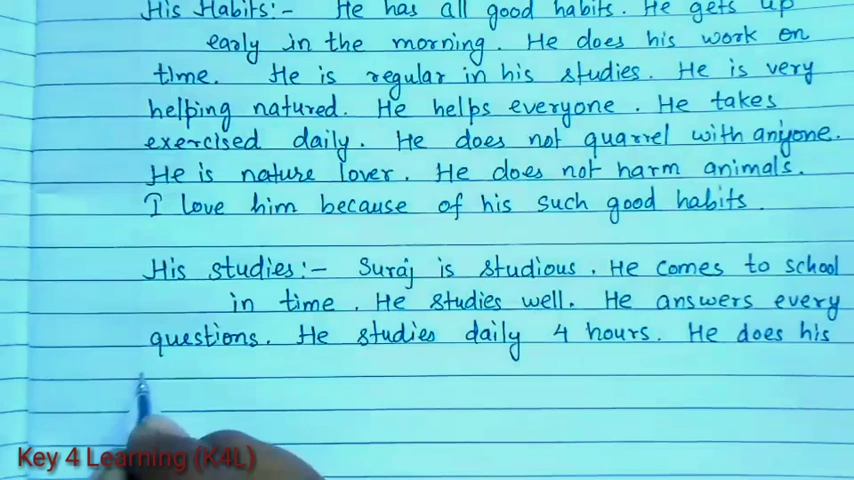 His Habits:- He has all good habits. He gets up
early in the morning. He does his work on
time. He is regular in his studies. He is very
helping natured. He helps everyone. He takes
exercised daily. He does not quarrel with anyone.
He is nature lover. He does not harm animals.
I love him because of his such good habits.
His studies:- Suraj is studious. He comes to school
in time. He studies well. He answers every
questions. He studies daily 4 hours. He does his
Key 4 Learning (K4L)